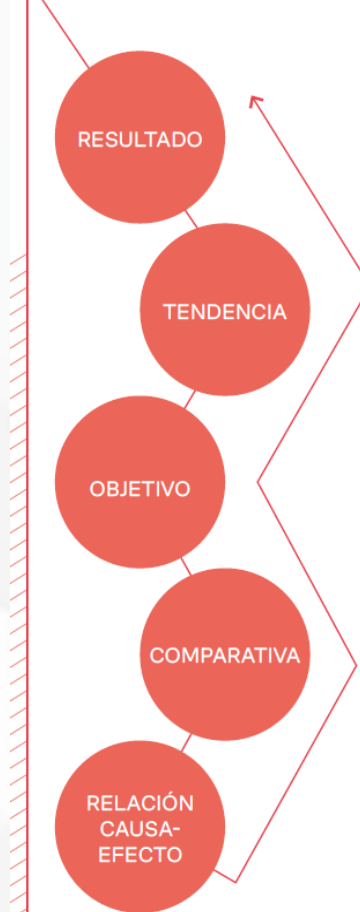 RESULTADO
TENDENCIA
OBJETIVO
COMPARATIVA
RELACIÓN
CAUSA-
EFECTO